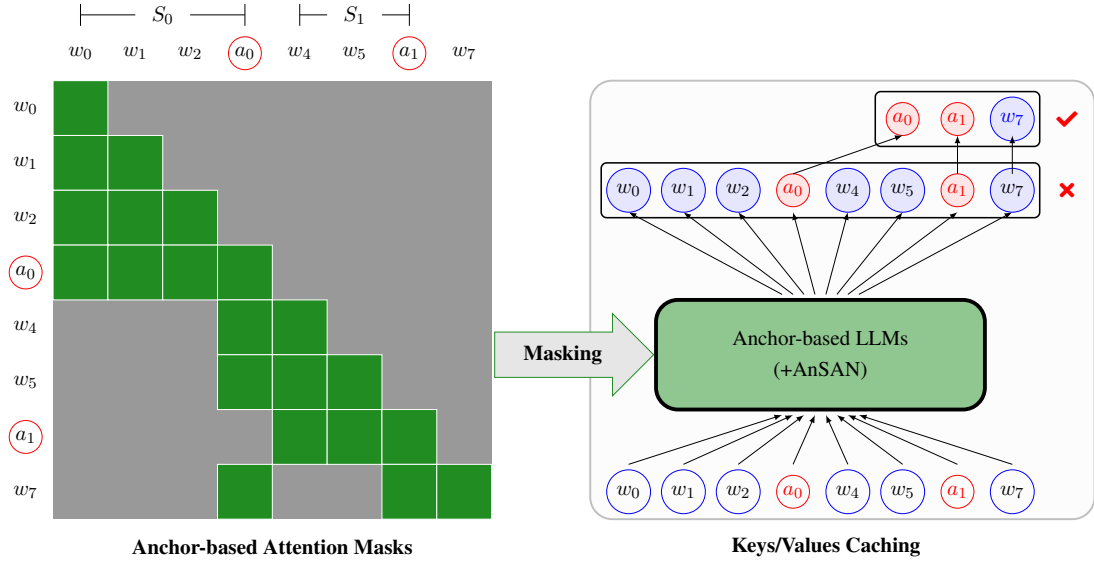 S₀ S₁
w₀ w₁ w₂ a₀ w₄ w₅ a₁ w₇
w₀
w₁
w₂
a₀
w₄
w₅
a₁
w₇
Anchor-based Attention Masks
Masking
a₀ a₁ w₇ ✓
w₀ w₁ w₂ a₀ w₄ w₅ a₁ w₇ ✗
Anchor-based LLMs
(+AnSAN)
w₀ w₁ w₂ a₀ w₄ w₅ a₁ w₇
Keys/Values Caching